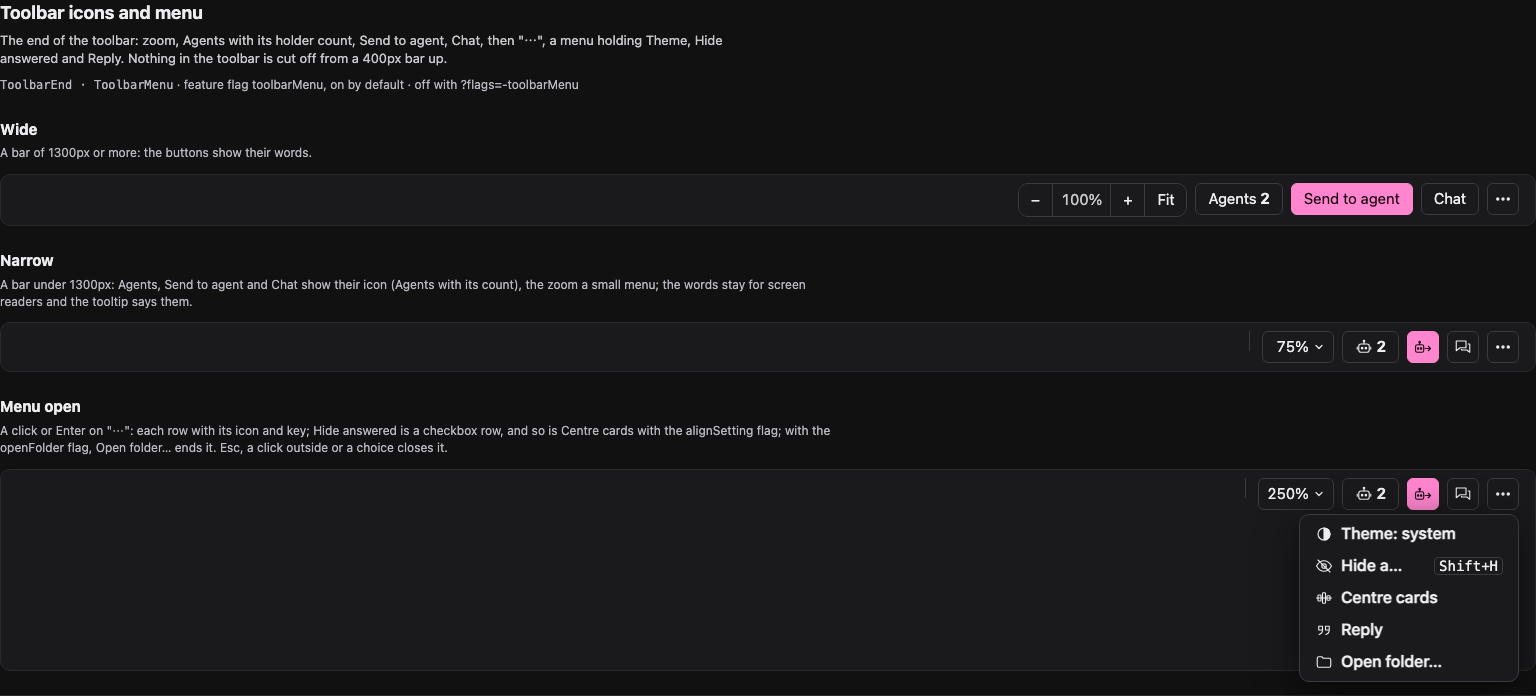 Toolbar icons and menu
The end of the toolbar: zoom, Agents with its holder count, Send to agent, Chat, then "⋯", a menu holding Theme, Hide
answered and Reply. Nothing in the toolbar is cut off from a 400px bar up.
ToolbarEnd · ToolbarMenu · feature flag toolbarMenu, on by default · off with ?flags=-toolbarMenu
Wide
A bar of 1300px or more: the buttons show their words.
− 100% + Fit Agents 2 Send to agent Chat ⋯
Narrow
A bar under 1300px: Agents, Send to agent and Chat show their icon (Agents with its count), the zoom a small menu; the words stay for screen
readers and the tooltip says them.
75% 2 ⋯
Menu open
A click or Enter on "⋯": each row with its icon and key; Hide answered is a checkbox row, and so is Centre cards with the alignSetting flag; with the
openFolder flag, Open folder… ends it. Esc, a click outside or a choice closes it.
250% 2 ⋯
Theme: system
Hide a... Shift+H
Centre cards
Reply
Open folder…